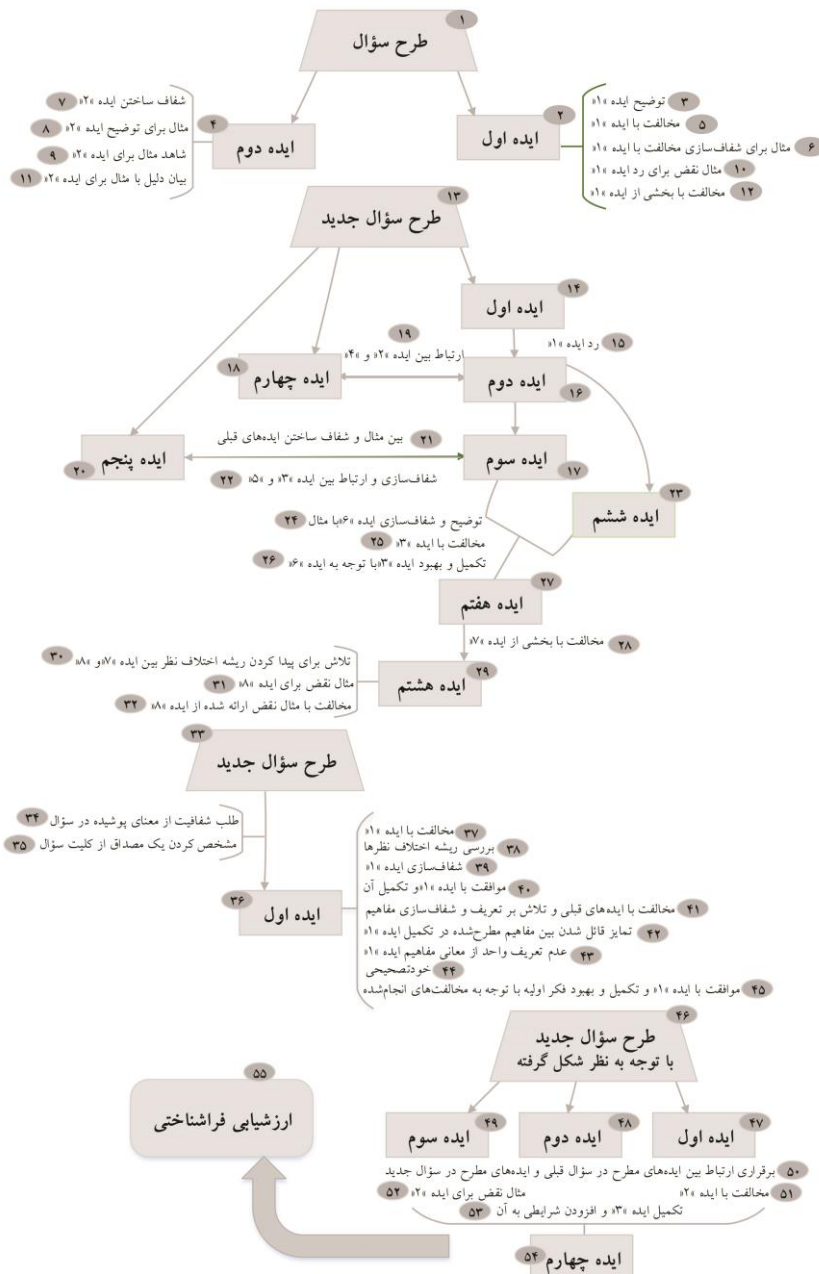 ۱
طرح سؤال
شفاف ساختن ایده »۲« ۷
مثال برای توضیح ایده »۲« ۸
شاهد مثال برای ایده »۲« ۹
بیان دلیل با مثال برای ایده »۲« ۱۱
۴
ایده دوم
۲
ایده اول
۳ توضیح ایده »۱«
۵ مخالفت با ایده »۱«
۶ مثال برای شفاف‌سازی مخالفت با ایده »۱«
۱۰ مثال نقض برای رد ایده »۱«
۱۲ مخالفت با بخشی از ایده »۱«
۱۳
طرح سؤال جدید
۱۴
ایده اول
۱۵ رد ایده »۱«
۱۹
ارتباط بین ایده »۲« و »۴«
۱۸
ایده چهارم
ایده دوم
۱۶
۲۱ بین مثال و شفاف ساختن ایده‌های قبلی
ایده پنجم
۲۰
ایده سوم
۱۷
شفاف‌سازی و ارتباط بین ایده »۳« و »۵« ۲۲
۲۳
ایده ششم
توضیح و شفاف‌سازی ایده »۶«با مثال ۲۴
مخالفت با ایده »۳« ۲۵
تکمیل و بهبود ایده »۳«با توجه به ایده »۶« ۲۶
۲۷
ایده هفتم
۲۸ مخالفت با بخشی از ایده »۷«
۲۹
ایده هشتم
تلاش برای پیدا کردن ریشه اختلاف نظر بین ایده »۷«و »۸« ۳۰
مثال نقض برای ایده »۸« ۳۱
مخالفت با مثال نقض ارائه شده از ایده »۸« ۳۲
۳۳
طرح سؤال جدید
طلب شفافیت از معنای پوشیده در سؤال ۳۴
مشخص کردن یک مصداق از کلیت سؤال ۳۵
۳۶
ایده اول
۳۷ مخالفت با ایده »۱«
۳۸ بررسی ریشه اختلاف نظرها
۳۹ شفاف‌سازی ایده »۱«
۴۰ موافقت با ایده »۱«و تکمیل آن
۴۱ مخالفت با ایده‌های قبلی و تلاش بر تعریف و شفاف‌سازی مفاهیم
۴۲ تمایز قائل شدن بین مفاهیم مطرح‌شده در تکمیل ایده »۱«
۴۳ عدم تعریف واحد از معانی مفاهیم ایده »۱«
۴۴ خودتصحیحی
۴۵ موافقت با ایده »۱« و تکمیل و بهبود فکر اولیه با توجه به مخالفت‌های انجام‌شده
۴۶
طرح سؤال جدید
با توجه به نظر شکل گرفته
۴۷
ایده اول
۴۸
ایده دوم
۴۹
ایده سوم
۵۰ برقراری ارتباط بین ایده‌های مطرح در سؤال قبلی و ایده‌های مطرح در سؤال جدید
۵۱ مخالفت با ایده »۲«
مثال نقض برای ایده »۲« ۵۲
تکمیل ایده »۳« و افزودن شرایطی به آن ۵۳
۵۴
ایده چهارم
۵۵
ارزشیابی فراشناختی